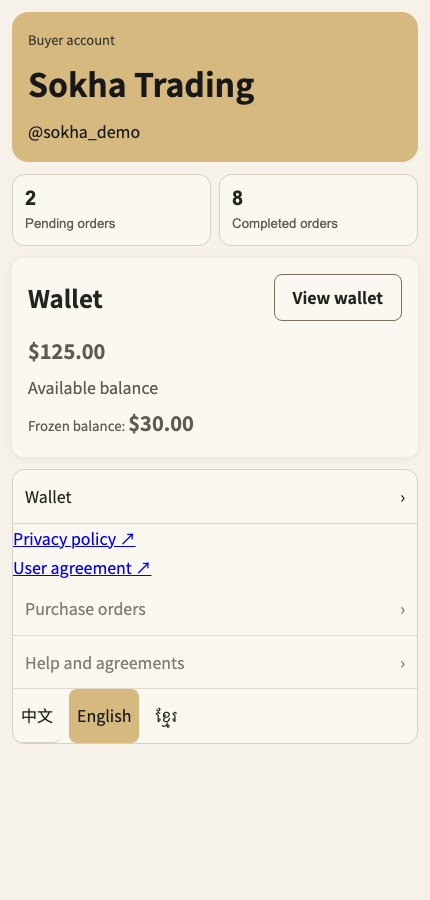 Buyer account
Sokha Trading
@sokha_demo
2
Pending orders
8
Completed orders
Wallet
View wallet
$125.00
Available balance
Frozen balance: $30.00
Wallet ›
Privacy policy ↗
User agreement ↗
Purchase orders ›
Help and agreements ›
中文 English ខ្មែរ